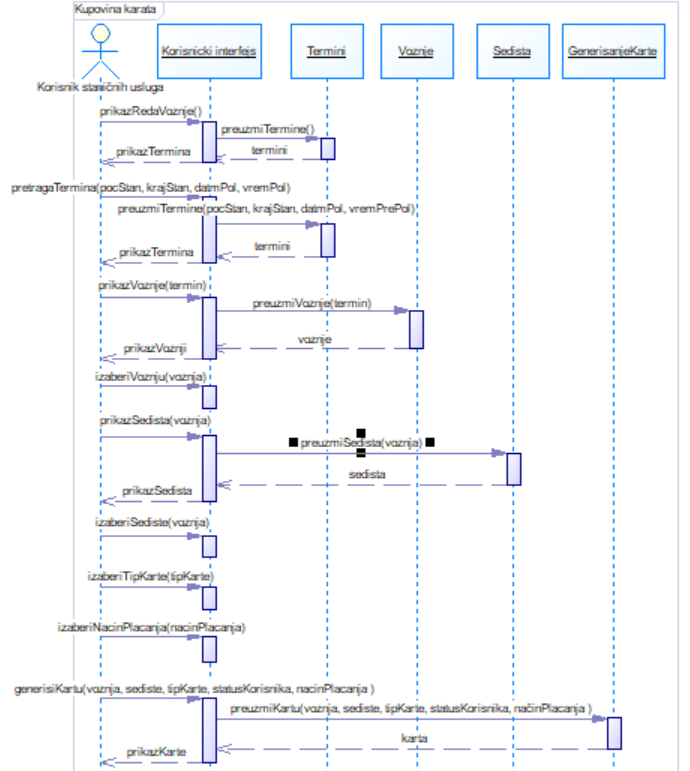 Kupovina karata
Korisnicki interfejs
Termini
Voznje
Sedista
GenerisanjeKarte
Korisnik staničnih usluga
prikazRedaVoznje()
preuzmiTermine()
termini
prikazTermina
pretragaTermina(pocStan, krajStan, datmPol, vremPol)
preuzmiTermine(pocStan, krajStan, datmPol, vremPrePol)
termini
prikazTermina
prikazVoznje(termin)
preuzmiVoznje(termin)
voznje
prikazVoznji
izaberiVoznju(voznja)
prikazSedista(voznja)
preuzmiSedista(voznja)
sedista
prikazSedista
izaberiSediste(voznja)
izaberiTipKarte(tipKarte)
izaberiNacinPlacanja(nacinPlacanja)
generisiKartu(voznja, sediste, tipKarte, statusKorisnika, nacinPlacanja )
preuzmiKartu(voznja, sediste, tipKarte, statusKorisnika, načinPlacanja )
karta
prikazKarte